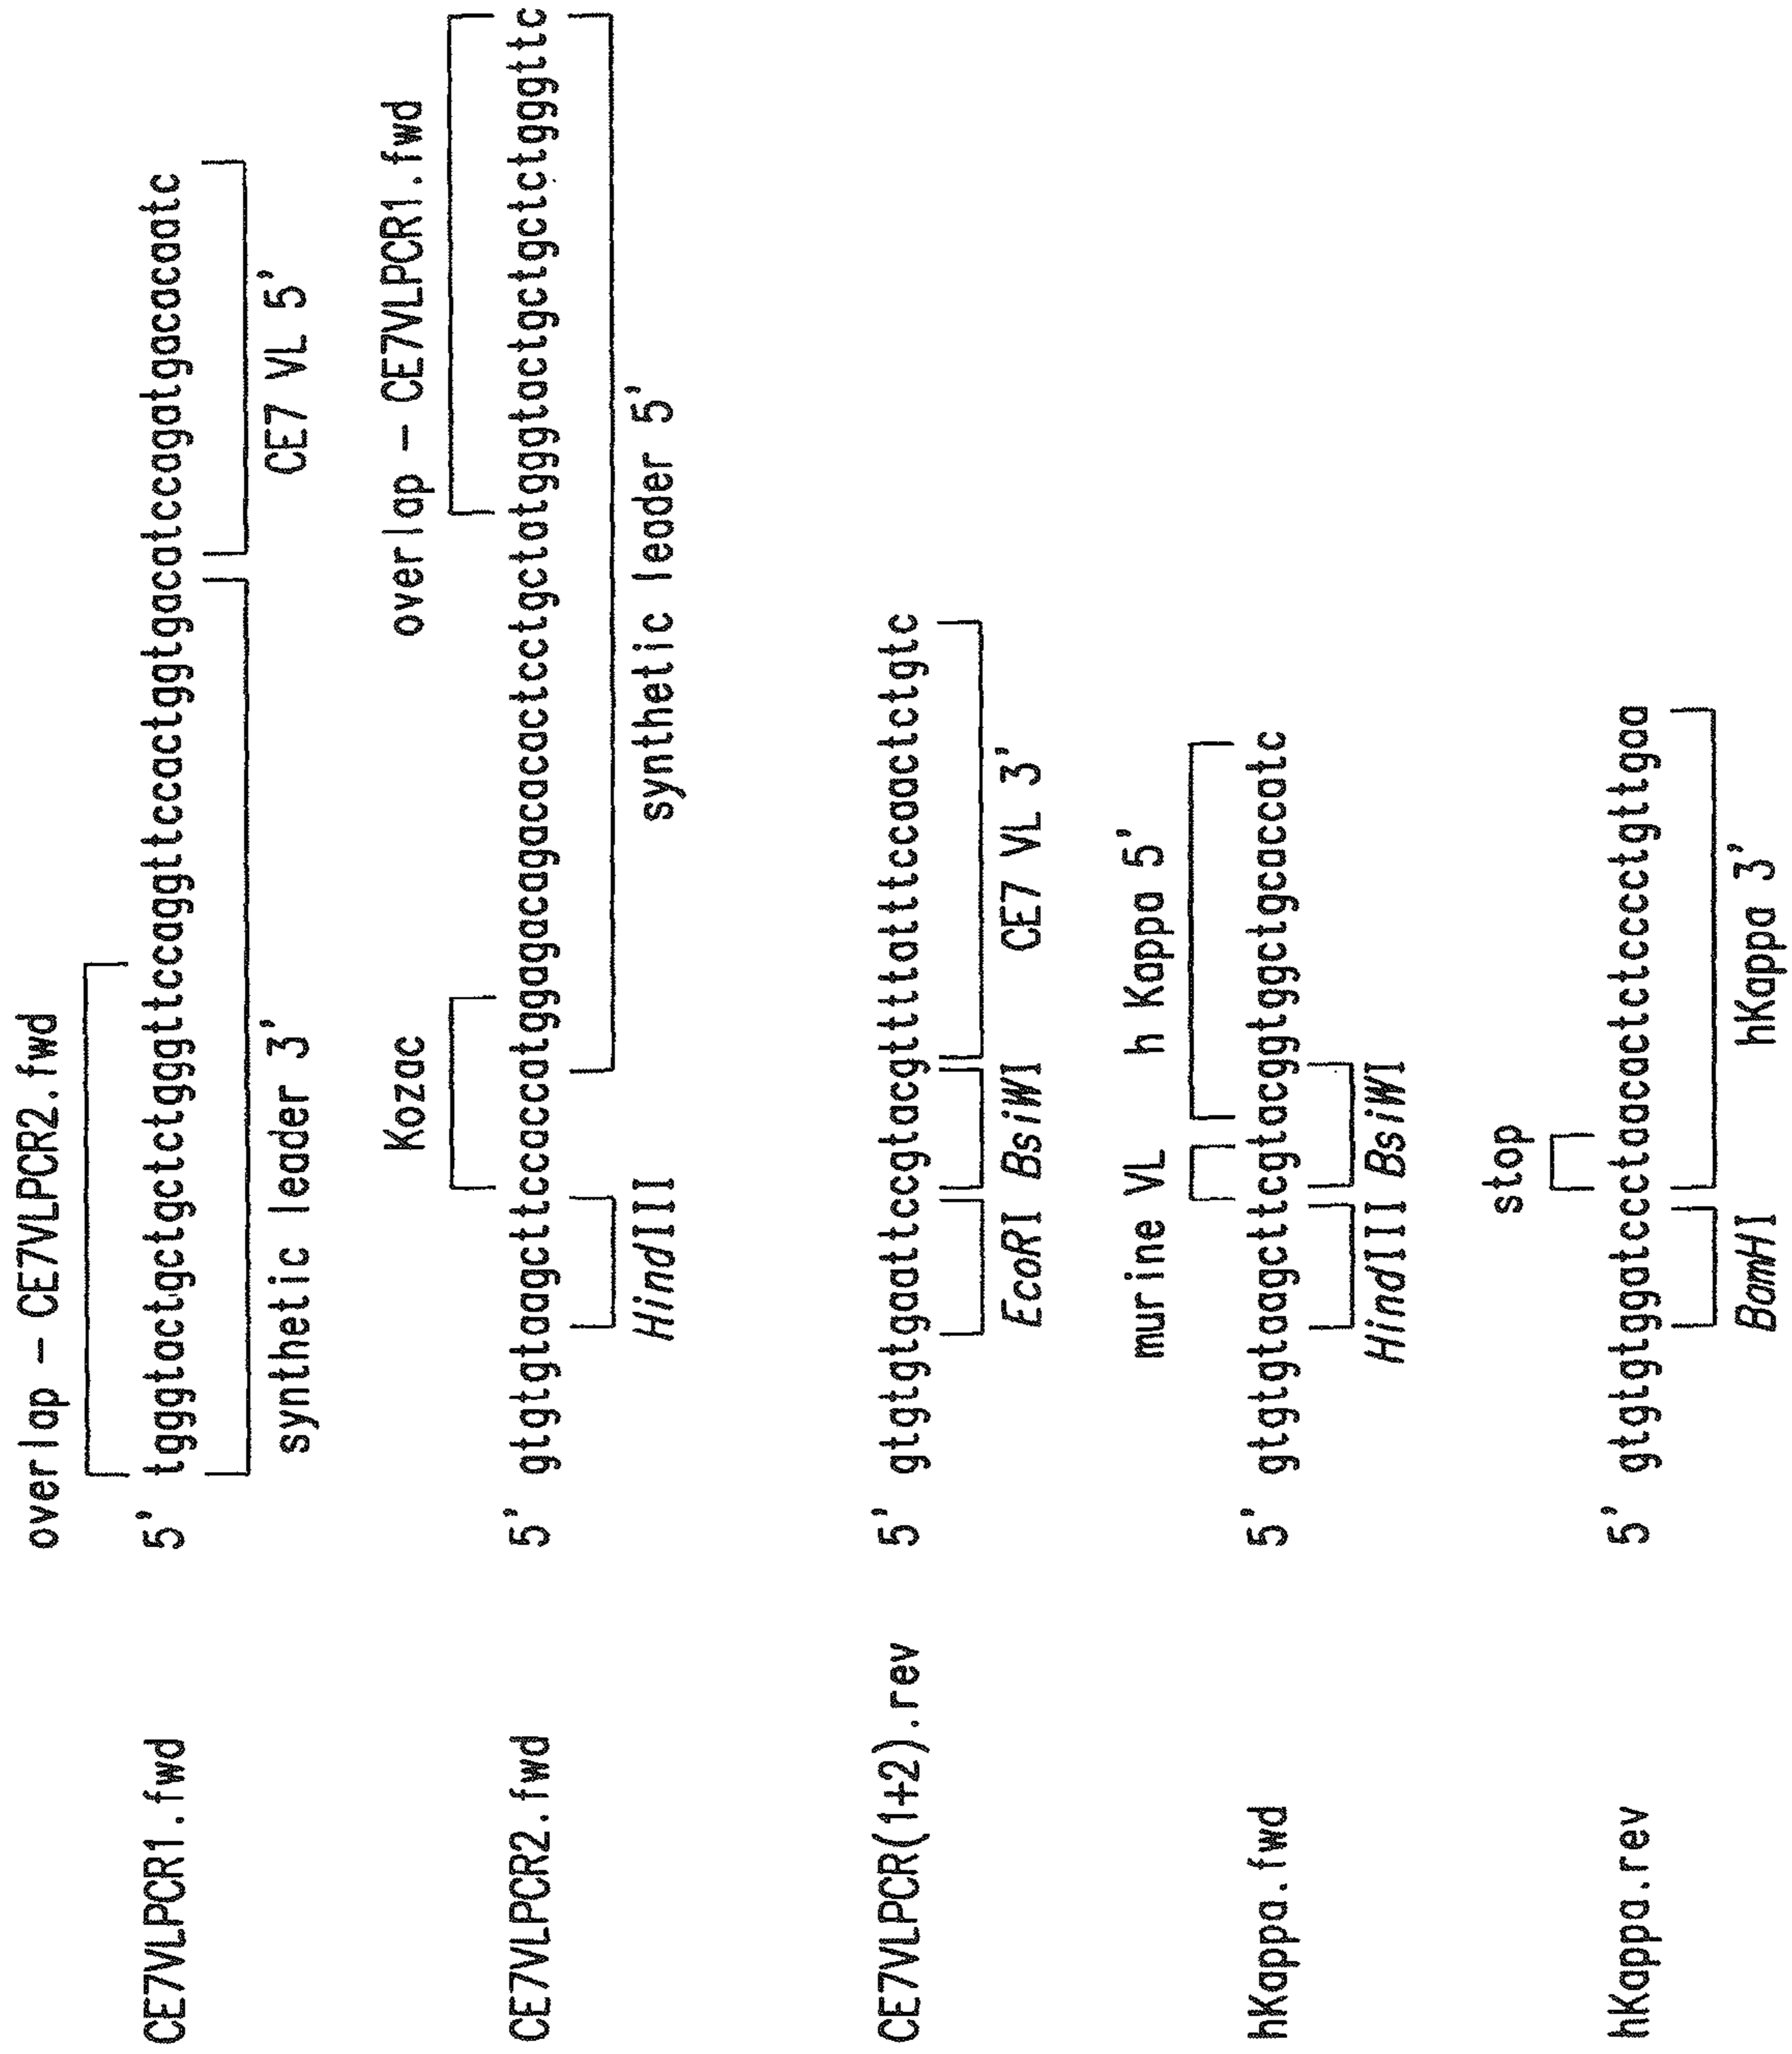 overlap - CE7VLPCR2.fwd
CE7VLPCR1.fwd 5' tgggtactgctgctctgggttccaggttccactggtgacatccagatgacacaatc
synthetic leader 3' CE7 VL 5'
Kozac overlap - CE7VLPCR1.fwd
CE7VLPCR2.fwd 5' gtgtgtaagcttccaccatggagacagacacactcctgctatgggtactgctgctctgggttc
HindIII synthetic leader 5'
CE7VLPCR(1+2).rev 5' gtgtgtgaattccgtacgttttatttccaactctgtc
EcoRI BsiWI CE7 VL 3'
murine VL h Kappa 5'
hKappa.fwd 5' gtgtgtaagcttcgtacggtggctgcaccatc
HindIII BsiWI
stop
hKappa.rev 5' gtgtgtggatccctaacactctcccctgttgaa
BamHI hKappa 3'